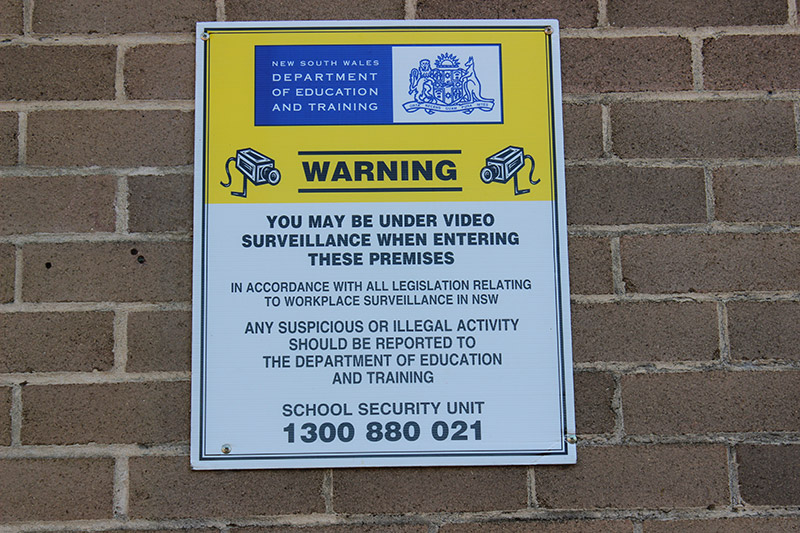 NEW SOUTH WALES
DEPARTMENT
OF EDUCATION
AND TRAINING
WARNING
YOU MAY BE UNDER VIDEO
SURVEILLANCE WHEN ENTERING
THESE PREMISES
IN ACCORDANCE WITH ALL LEGISLATION RELATING
TO WORKPLACE SURVEILLANCE IN NSW
ANY SUSPICIOUS OR ILLEGAL ACTIVITY
SHOULD BE REPORTED TO
THE DEPARTMENT OF EDUCATION
AND TRAINING
SCHOOL SECURITY UNIT
1300 880 021